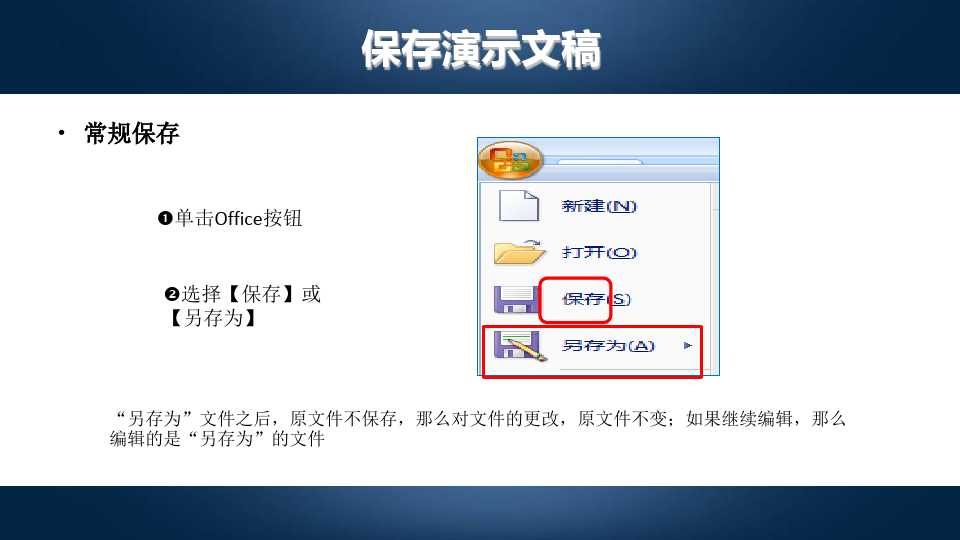 保存演示文稿
• 常规保存
❶单击Office按钮
❷选择【保存】或
【另存为】
新建(N)
打开(O)
保存(S)
另存为(A)
“另存为”文件之后，原文件不保存，那么对文件的更改，原文件不变；如果继续编辑，那么
编辑的是“另存为”的文件